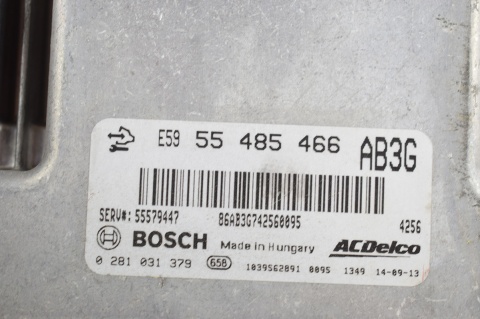 E59 55 485 466 AB3G
SERV#: 55579447 86AB3G742560095 4256
BOSCH Made in Hungary ACDelco
0 281 031 379 658 1039S62891 0095 1349 14-09-13